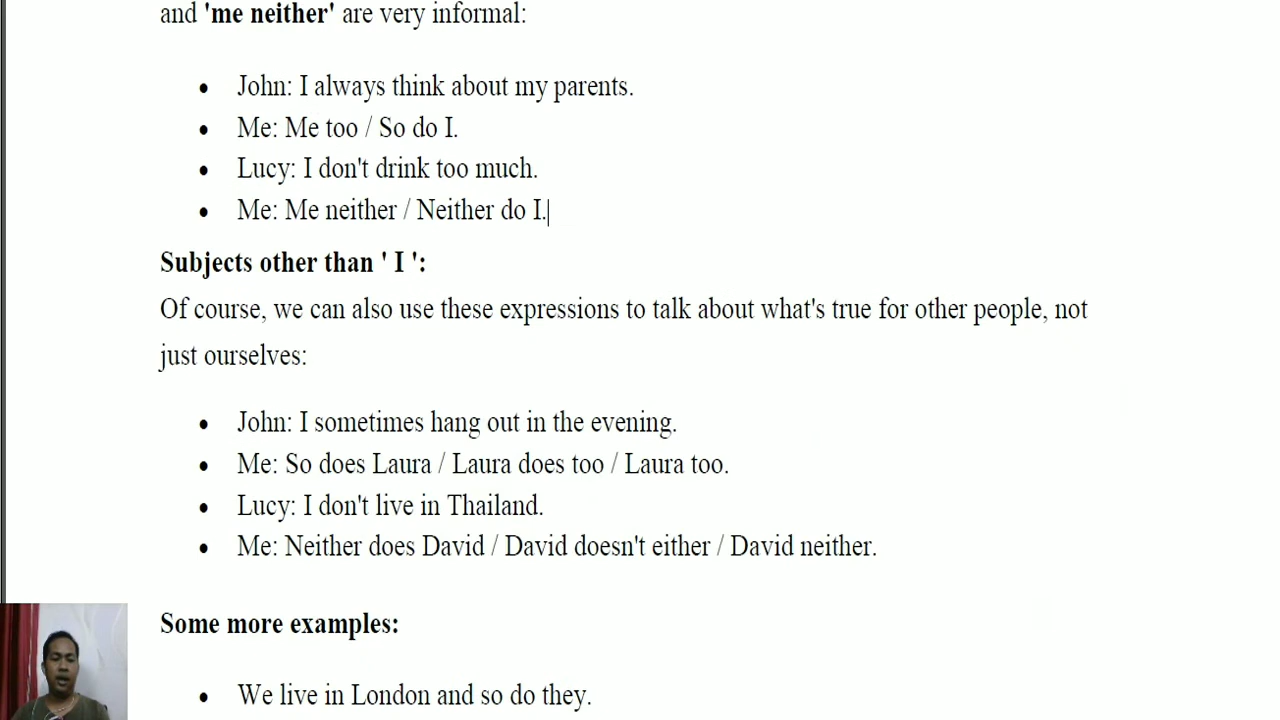 and 'me neither' are very informal:
• John: I always think about my parents.
• Me: Me too / So do I.
• Lucy: I don't drink too much.
• Me: Me neither / Neither do I.
Subjects other than ' I ':
Of course, we can also use these expressions to talk about what's true for other people, not
just ourselves:
• John: I sometimes hang out in the evening.
• Me: So does Laura / Laura does too / Laura too.
• Lucy: I don't live in Thailand.
• Me: Neither does David / David doesn't either / David neither.
Some more examples:
• We live in London and so do they.